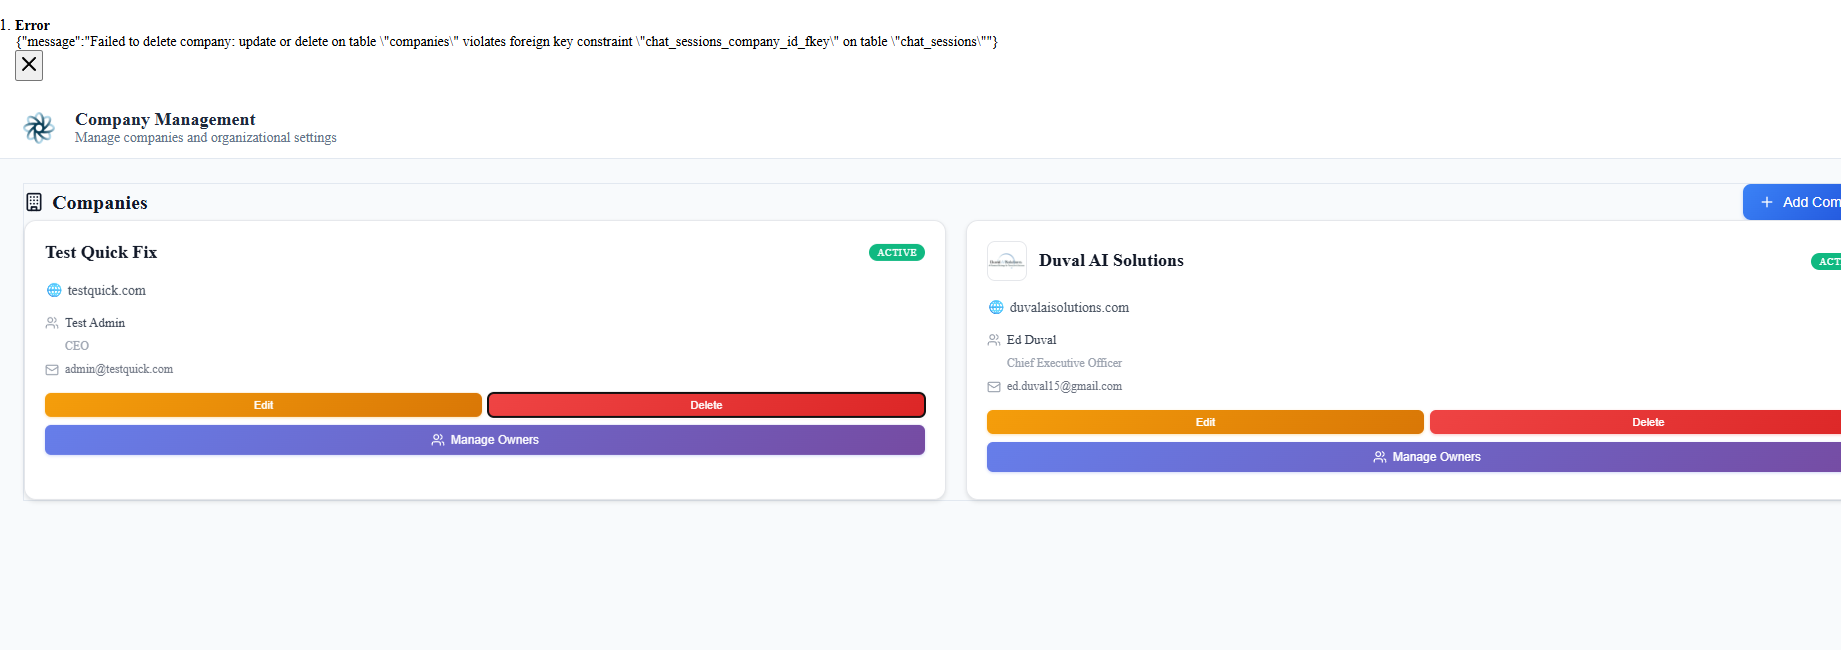 1. Error
{"message":"Failed to delete company: update or delete on table \"companies\" violates foreign key constraint \"chat_sessions_company_id_fkey\" on table \"chat_sessions\""}
Company Management
Manage companies and organizational settings
Companies
+ Add Com
Test Quick Fix
ACTIVE
testquick.com
Test Admin
CEO
admin@testquick.com
Edit
Delete
Manage Owners
Duval AI Solutions
ACT
duvalaisolutions.com
Ed Duval
Chief Executive Officer
ed.duval15@gmail.com
Edit
Delete
Manage Owners